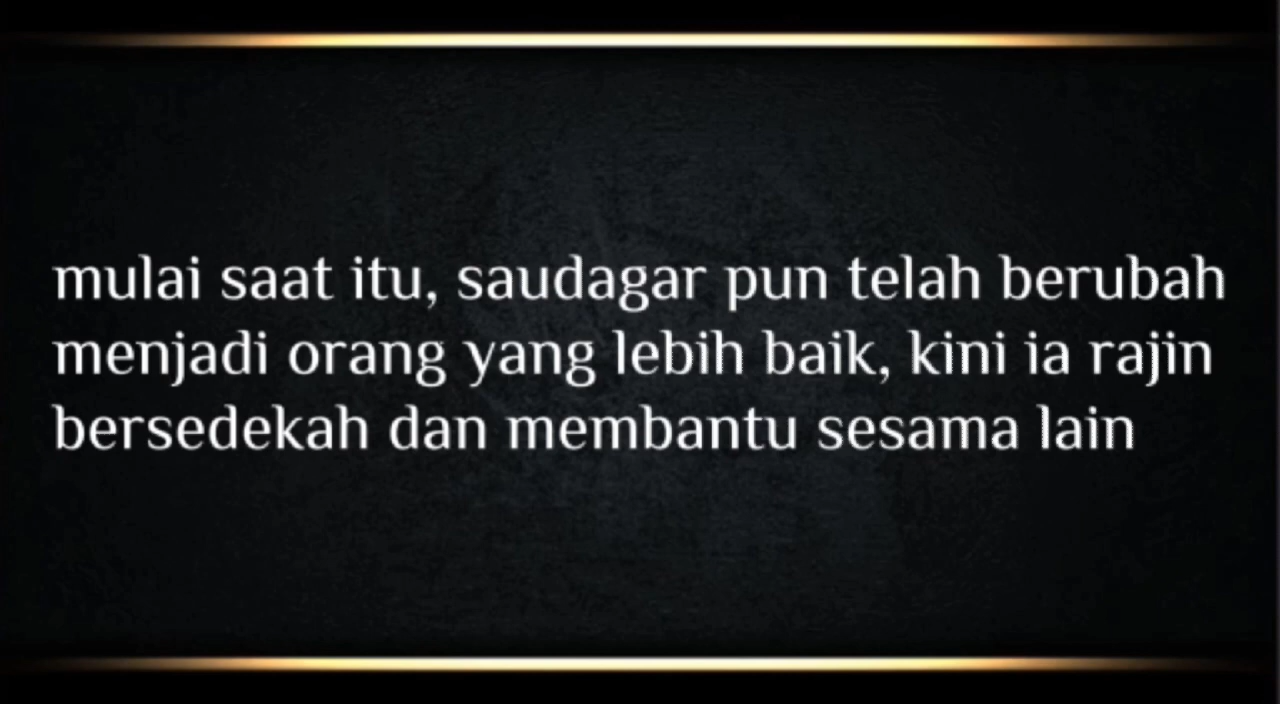 mulai saat itu, saudagar pun telah berubah
menjadi orang yang lebih baik, kini ia rajin
bersedekah dan membantu sesama lain